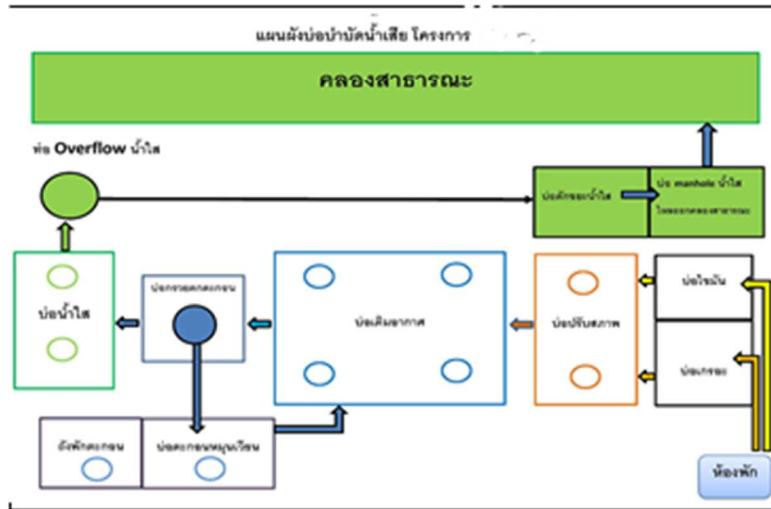 แผนผังบ่อบำบัดน้ำเสีย โครงการ
คลองสาธารณะ
ท่อ Overflow น้ำใส
บ่อดักขยะน้ำใส
บ่อ manhole น้ำใส
ไหลออกคลองสาธารณะ
บ่อน้ำใส
บ่อกรวยตกตะกอน
บ่อเติมอากาศ
บ่อปรับสภาพ
บ่อไขมัน
บ่อเกรอะ
ถังพักตะกอน
บ่อตะกอนหมุนเวียน
ห้องพัก